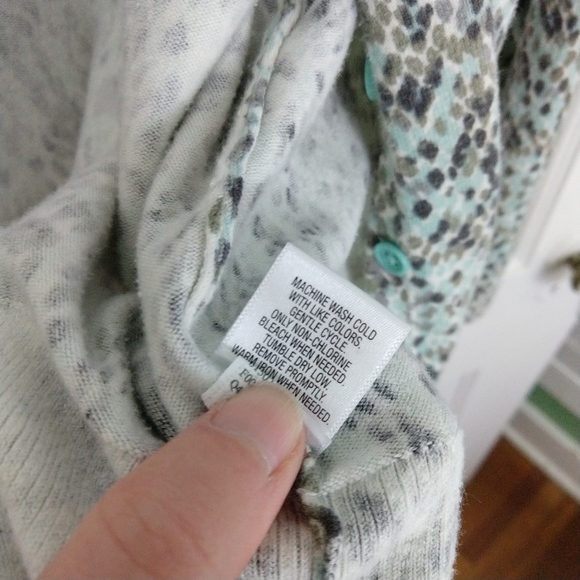 MACHINE WASH COLD
WITH LIKE COLORS,
GENTLE CYCLE.
ONLY NON-CHLORINE
BLEACH WHEN NEEDED.
TUMBLE DRY LOW.
REMOVE PROMPTLY.
WARM IRON WHEN NEEDED.